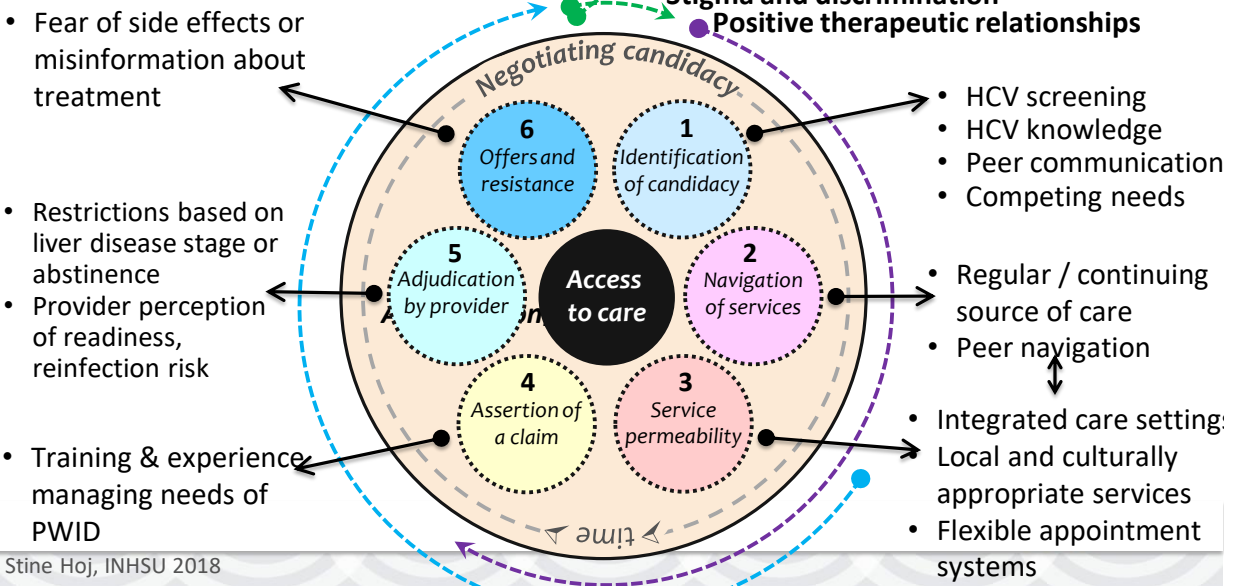 Stigma and discrimination
Positive therapeutic relationships
• Fear of side effects or
misinformation about
treatment
• Restrictions based on
liver disease stage or
abstinence
• Provider perception
of readiness,
reinfection risk
• Training & experience
managing needs of
PWID
Negotiating candidacy
6
Offers and
resistance
1
Identification
of candidacy
5
Adjudication
by provider
Access
to care
2
Navigation
of services
4
Assertion of
a claim
3
Service
permeability
time
• HCV screening
• HCV knowledge
• Peer communication
• Competing needs
• Regular / continuing
source of care
• Peer navigation
• Integrated care settings
• Local and culturally
appropriate services
• Flexible appointment
systems
Stine Hoj, INHSU 2018